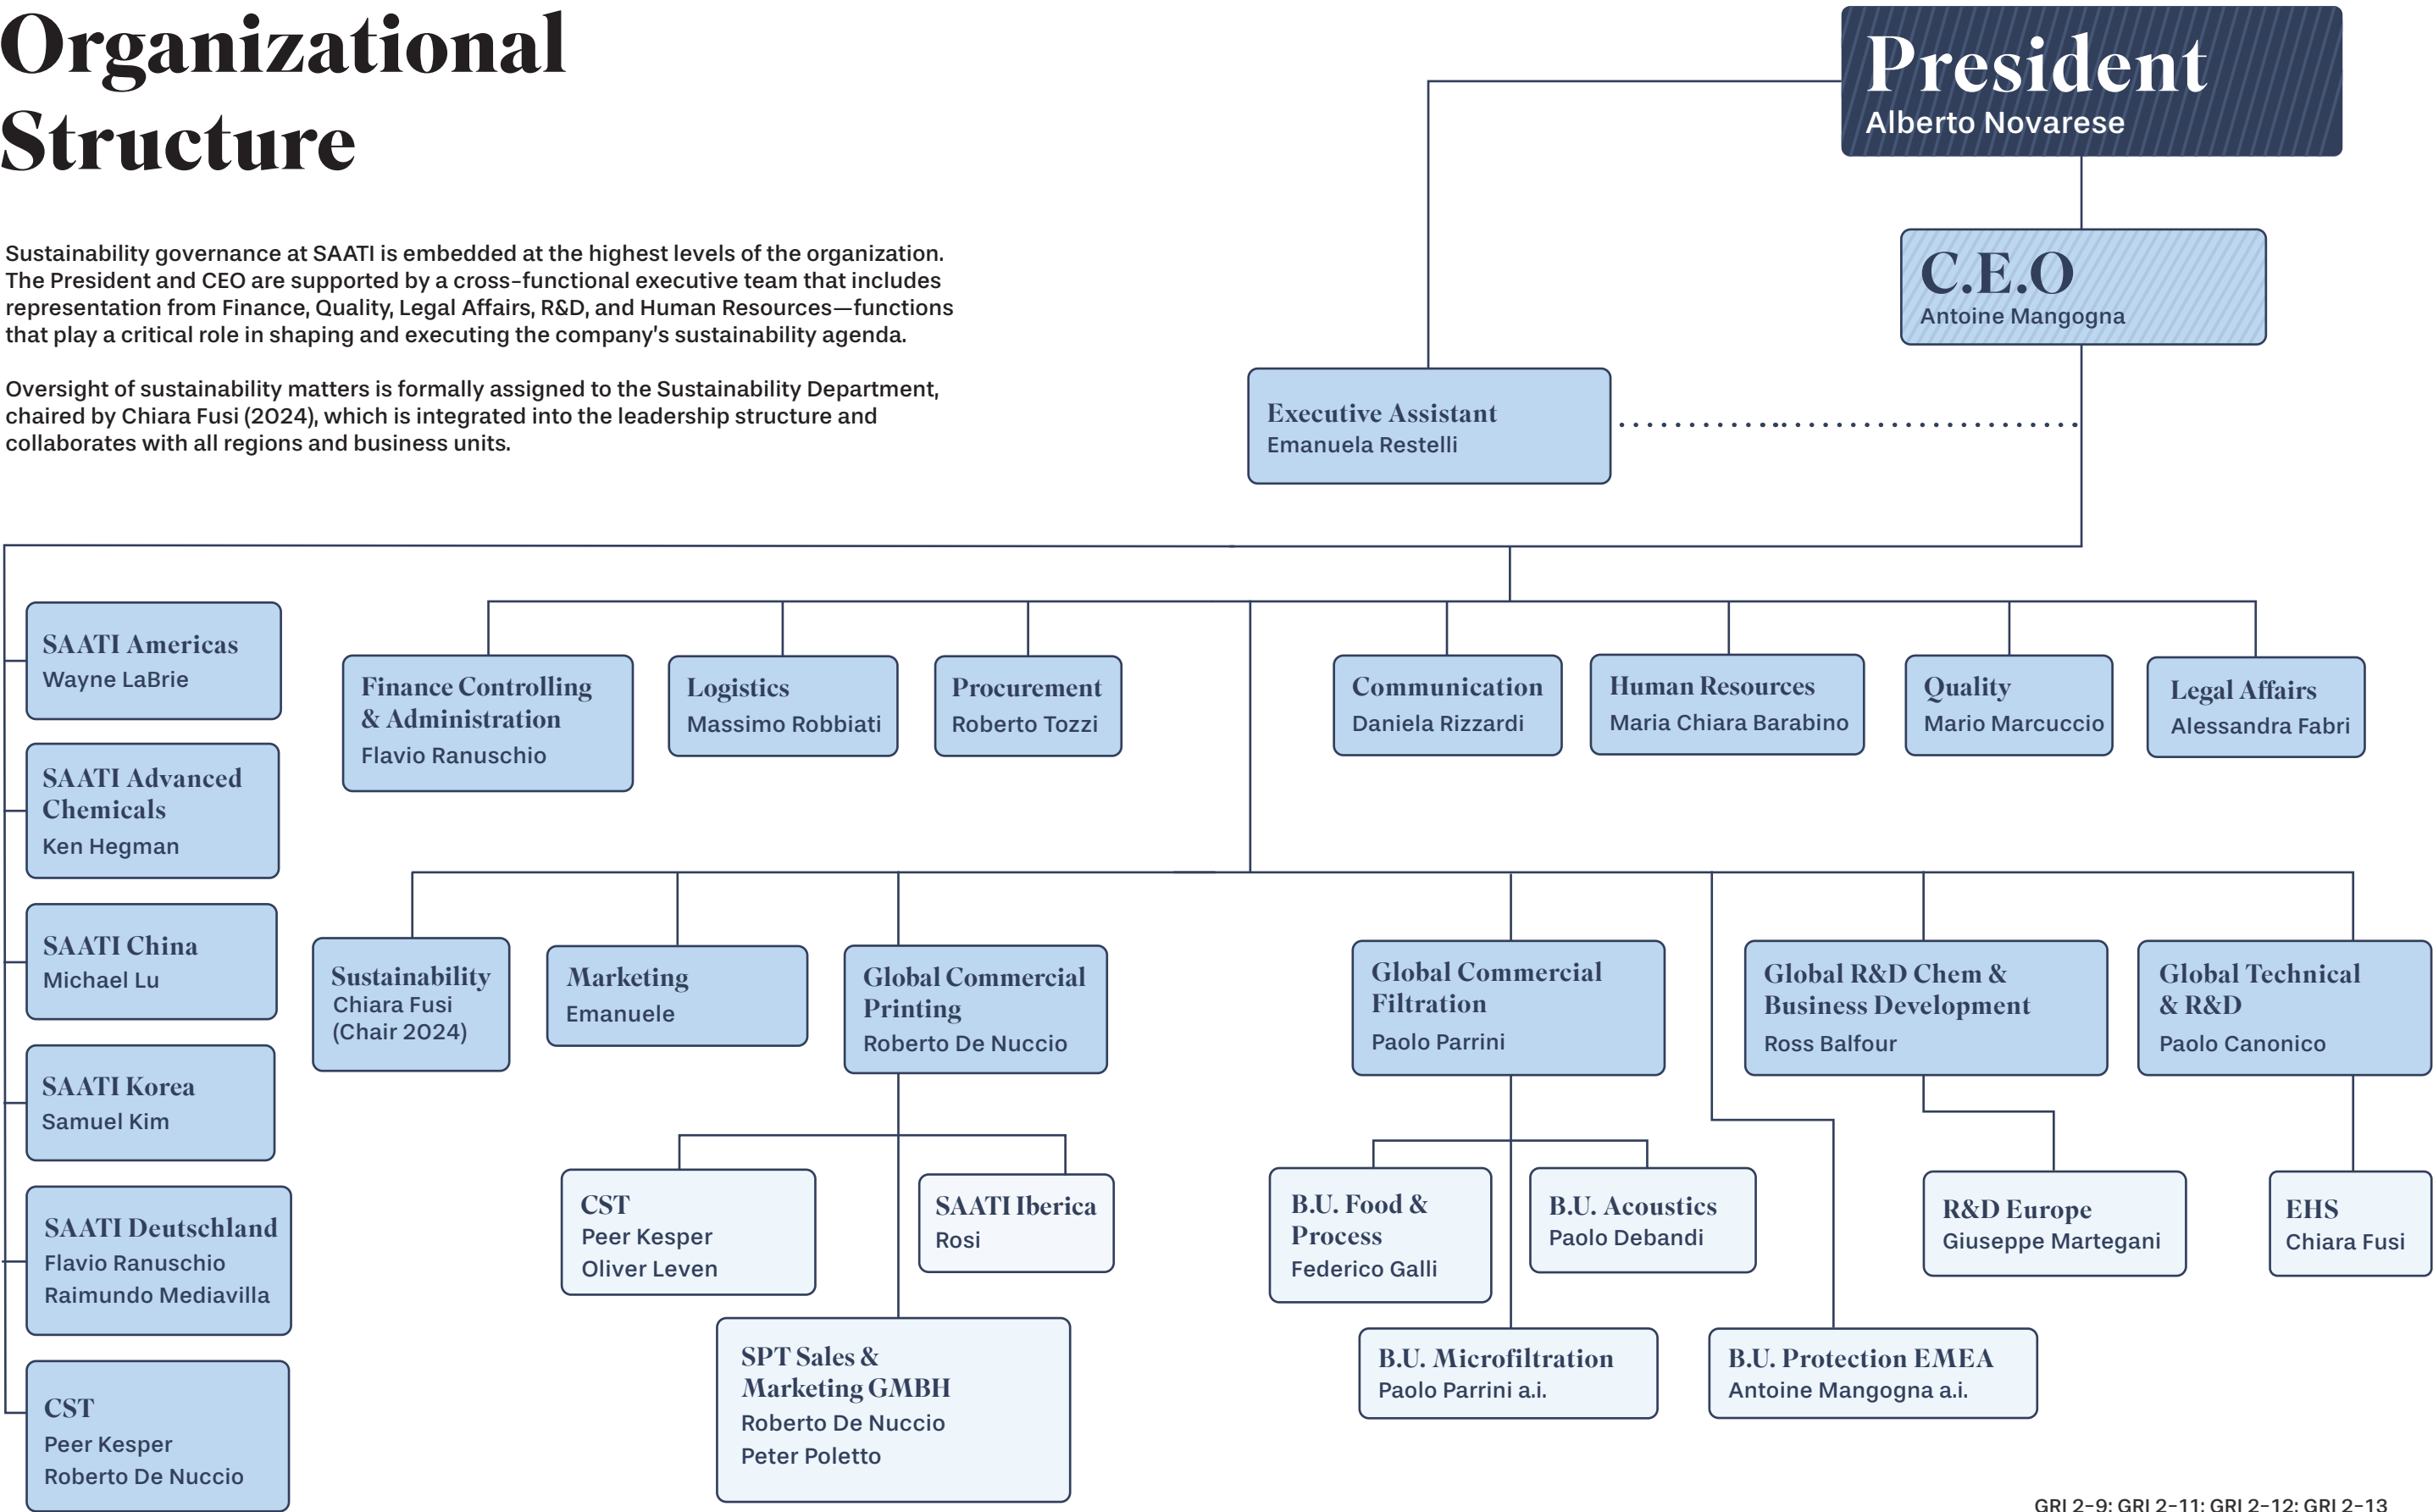 Organizational
Structure
President
Alberto Novarese
C.E.O
Antoine Mangogna
Sustainability governance at SAATI is embedded at the highest levels of the organization.
The President and CEO are supported by a cross-functional executive team that includes
representation from Finance, Quality, Legal Affairs, R&D, and Human Resources—functions
that play a critical role in shaping and executing the company's sustainability agenda.
Oversight of sustainability matters is formally assigned to the Sustainability Department,
chaired by Chiara Fusi (2024), which is integrated into the leadership structure and
collaborates with all regions and business units.
Executive Assistant
Emanuela Restelli
SAATI Americas
Wayne LaBrie
SAATI Advanced
Chemicals
Ken Hegman
SAATI China
Michael Lu
SAATI Korea
Samuel Kim
SAATI Deutschland
Flavio Ranuschio
Raimundo Mediavilla
CST
Peer Kesper
Roberto De Nuccio
Finance Controlling
& Administration
Flavio Ranuschio
Logistics
Massimo Robbiati
Procurement
Roberto Tozzi
Communication
Daniela Rizzardi
Human Resources
Maria Chiara Barabino
Quality
Mario Marcuccio
Legal Affairs
Alessandra Fabri
Sustainability
Chiara Fusi
(Chair 2024)
Marketing
Emanuele
Global Commercial
Printing
Roberto De Nuccio
Global Commercial
Filtration
Paolo Parrini
Global R&D Chem &
Business Development
Ross Balfour
Global Technical
& R&D
Paolo Canonico
CST
Peer Kesper
Oliver Leven
SAATI Iberica
Rosi
SPT Sales &
Marketing GMBH
Roberto De Nuccio
Peter Poletto
B.U. Food &
Process
Federico Galli
B.U. Acoustics
Paolo Debandi
B.U. Microfiltration
Paolo Parrini a.i.
B.U. Protection EMEA
Antoine Mangogna a.i.
R&D Europe
Giuseppe Martegani
EHS
Chiara Fusi
GRI 2-9; GRI 2-11; GRI 2-12; GRI 2-13